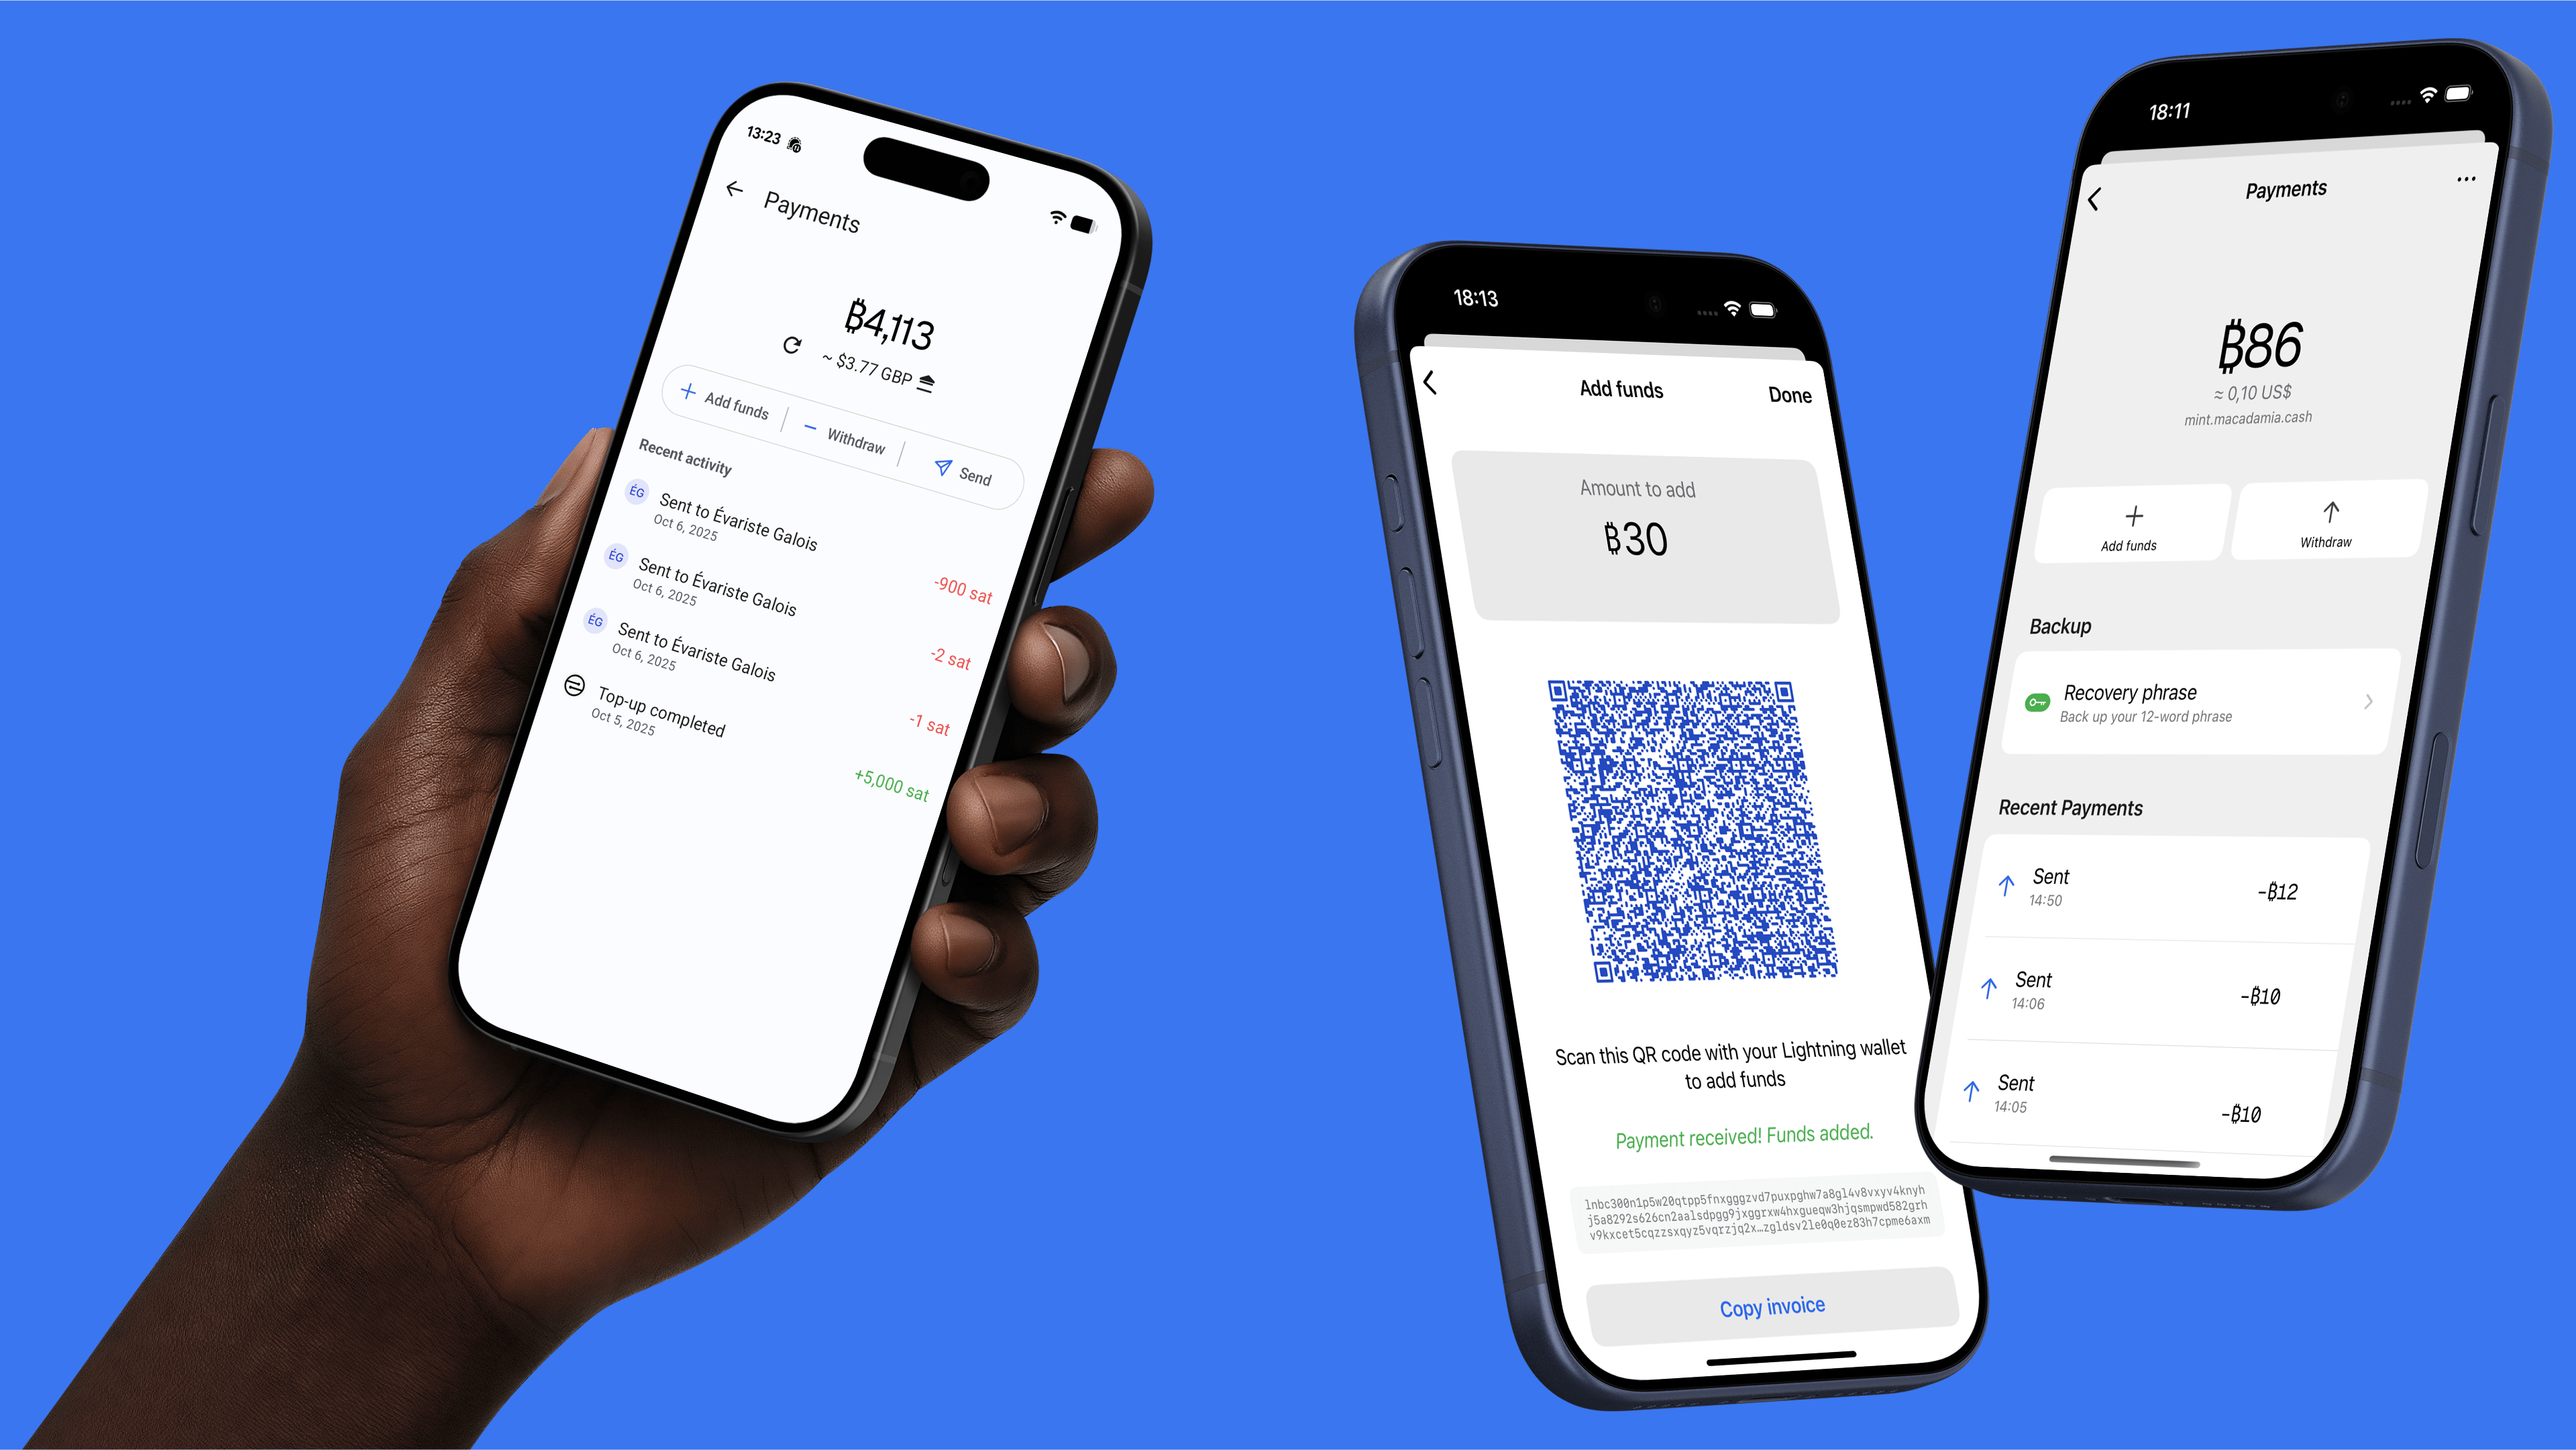 13:23
Payments
₿4,113
~ $3.77 GBP
Add funds
Withdraw
Send
Recent activity
ÉG
Sent to Évariste Galois
Oct 6, 2025
-900 sat
ÉG
Sent to Évariste Galois
Oct 6, 2025
-2 sat
ÉG
Sent to Évariste Galois
Oct 6, 2025
-1 sat
Top-up completed
Oct 5, 2025
+5,000 sat
18:13
Add funds
Done
Amount to add
₿30
Scan this QR code with your Lightning wallet
to add funds
Payment received! Funds added.
lnbc300n1p5w20qtpp5fnxgggzvd7puxpghw7a8gl4v8vxyv4knyh
j5a8292s626cn2aalsdpgg9jxggrxw4hxgueqw3hjqsmpwd582grh
v9kxcet5cqzzsxqyz5vqrzjq2x…zgldsv2le0q0ez83h7cpme6axm
Copy invoice
18:11
Payments
₿86
≈ 0,10 US$
mint.macadamia.cash
Add funds
Withdraw
Backup
Recovery phrase
Back up your 12-word phrase
Recent Payments
Sent
14:50
-₿12
Sent
14:06
-₿10
Sent
14:05
-₿10